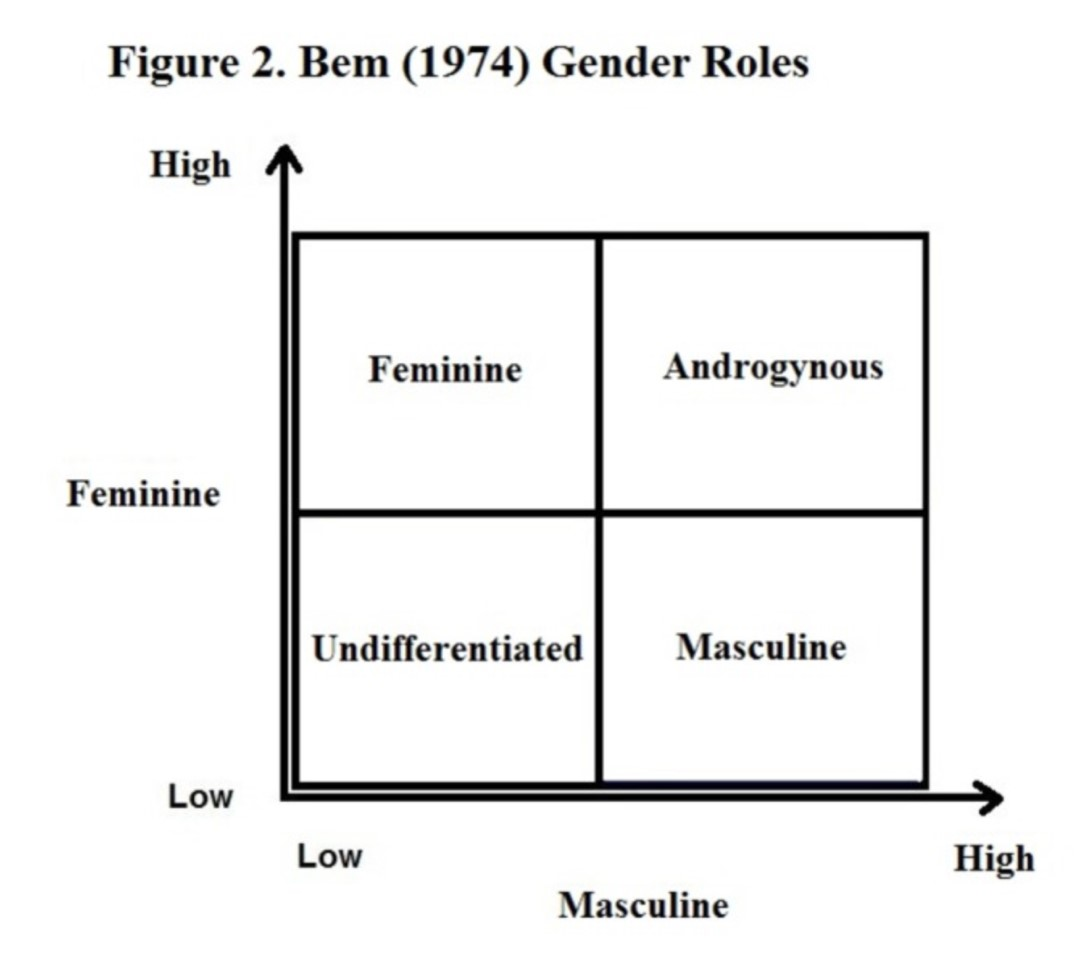 Figure 2. Bem (1974) Gender Roles
High
Feminine
Androgynous
Feminine
Undifferentiated
Masculine
Low
Low
High
Masculine